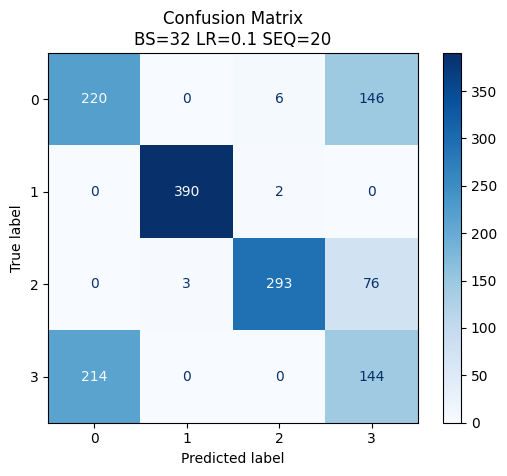 Confusion Matrix
BS=32 LR=0.1 SEQ=20
0 220 0 6 146
1 0 390 2 0
2 0 3 293 76
3 214 0 0 144
0 1 2 3
Predicted label
True label
350
300
250
200
150
100
50
0